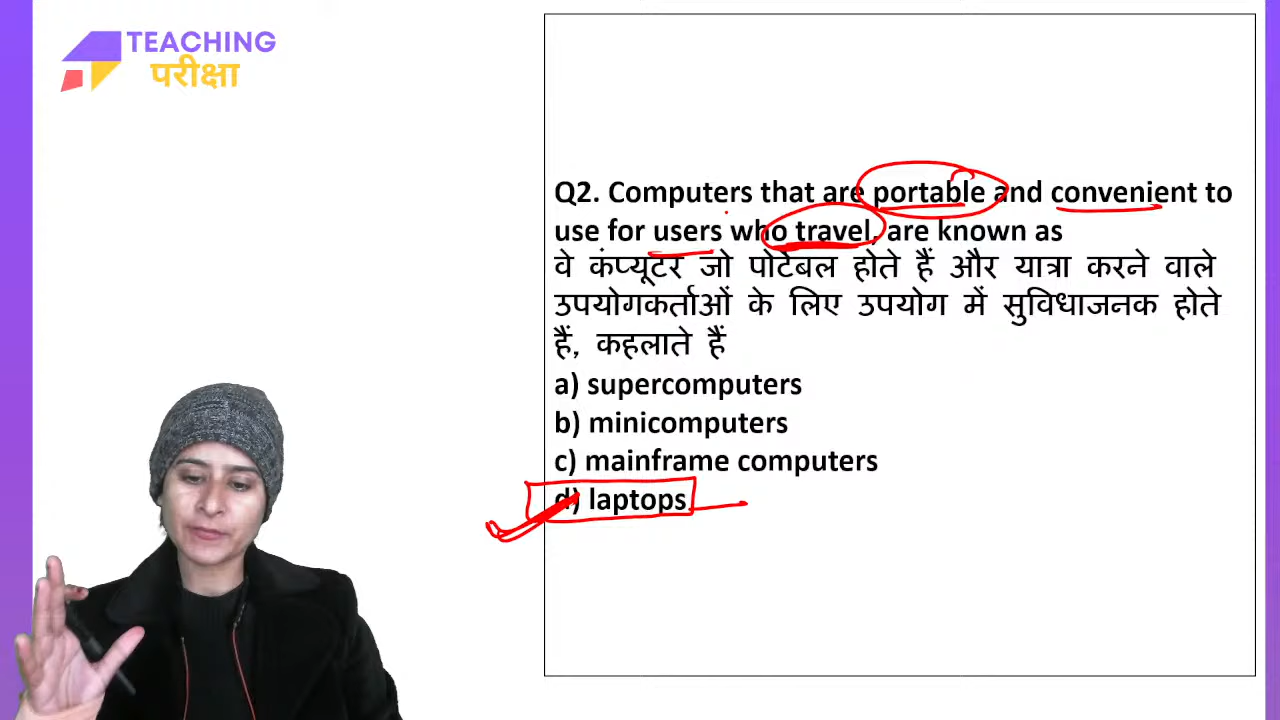 TEACHING
परीक्षा
Q2. Computers that are portable and convenient to
use for users who travel, are known as
वे कंप्यूटर जो पोर्टेबल होते हैं और यात्रा करने वाले
उपयोगकर्ताओं के लिए उपयोग में सुविधाजनक होते
हैं, कहलाते हैं
a) supercomputers
b) minicomputers
c) mainframe computers
d) laptops